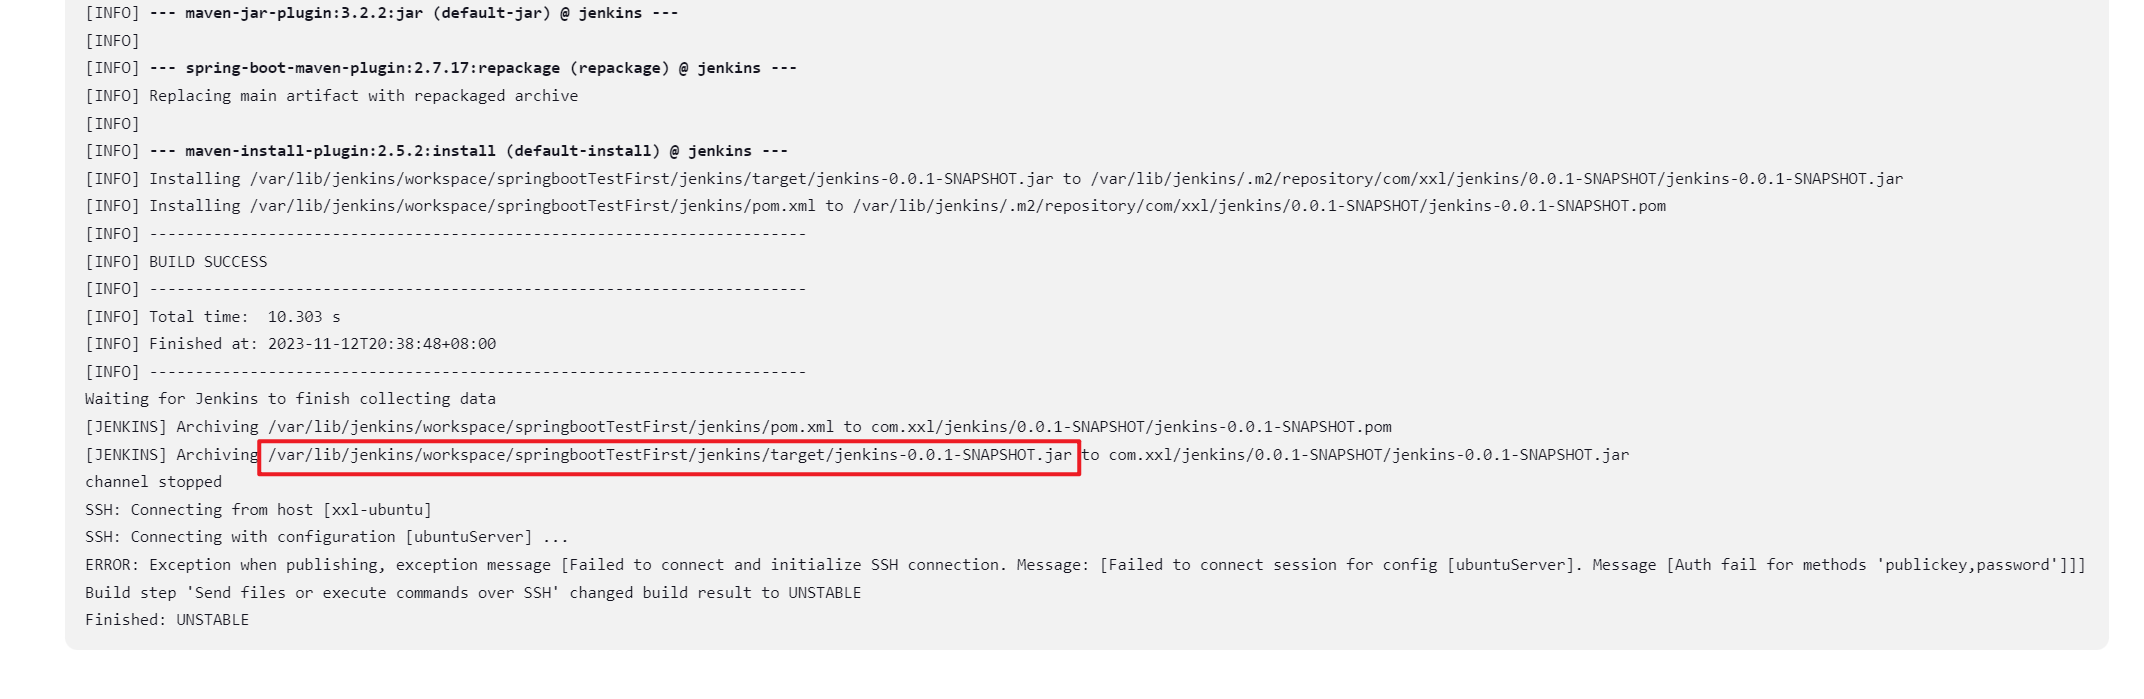 [INFO] --- maven-jar-plugin:3.2.2:jar (default-jar) @ jenkins ---
[INFO]
[INFO] --- spring-boot-maven-plugin:2.7.17:repackage (repackage) @ jenkins ---
[INFO] Replacing main artifact with repackaged archive
[INFO]
[INFO] --- maven-install-plugin:2.5.2:install (default-install) @ jenkins ---
[INFO] Installing /var/lib/jenkins/workspace/springbootTestFirst/jenkins/target/jenkins-0.0.1-SNAPSHOT.jar to /var/lib/jenkins/.m2/repository/com/xxl/jenkins/0.0.1-SNAPSHOT/jenkins-0.0.1-SNAPSHOT.jar
[INFO] Installing /var/lib/jenkins/workspace/springbootTestFirst/jenkins/pom.xml to /var/lib/jenkins/.m2/repository/com/xxl/jenkins/0.0.1-SNAPSHOT/jenkins-0.0.1-SNAPSHOT.pom
[INFO] ------------------------------------------------------------------------
[INFO] BUILD SUCCESS
[INFO] ------------------------------------------------------------------------
[INFO] Total time:  10.303 s
[INFO] Finished at: 2023-11-12T20:38:48+08:00
[INFO] ------------------------------------------------------------------------
Waiting for Jenkins to finish collecting data
[JENKINS] Archiving /var/lib/jenkins/workspace/springbootTestFirst/jenkins/pom.xml to com.xxl/jenkins/0.0.1-SNAPSHOT/jenkins-0.0.1-SNAPSHOT.pom
[JENKINS] Archiving /var/lib/jenkins/workspace/springbootTestFirst/jenkins/target/jenkins-0.0.1-SNAPSHOT.jar to com.xxl/jenkins/0.0.1-SNAPSHOT/jenkins-0.0.1-SNAPSHOT.jar
channel stopped
SSH: Connecting from host [xxl-ubuntu]
SSH: Connecting with configuration [ubuntuServer] ...
ERROR: Exception when publishing, exception message [Failed to connect and initialize SSH connection. Message: [Failed to connect session for config [ubuntuServer]. Message [Auth fail for methods 'publickey,password']]]
Build step 'Send files or execute commands over SSH' changed build result to UNSTABLE
Finished: UNSTABLE